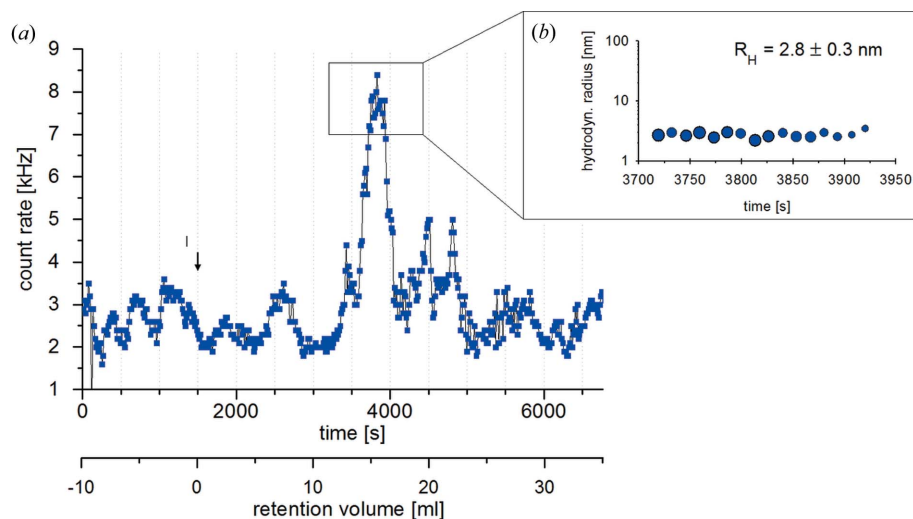 (a)
9
8
7
6
5
4
3
2
1
count rate [kHz]
I
0 2000 4000 6000
time [s]
-10 0 10 20 30
retention volume [ml]
(b)
R_H = 2.8 ± 0.3 nm
100
10
1
hydrodyn. radius [nm]
3700 3750 3800 3850 3900 3950
time [s]